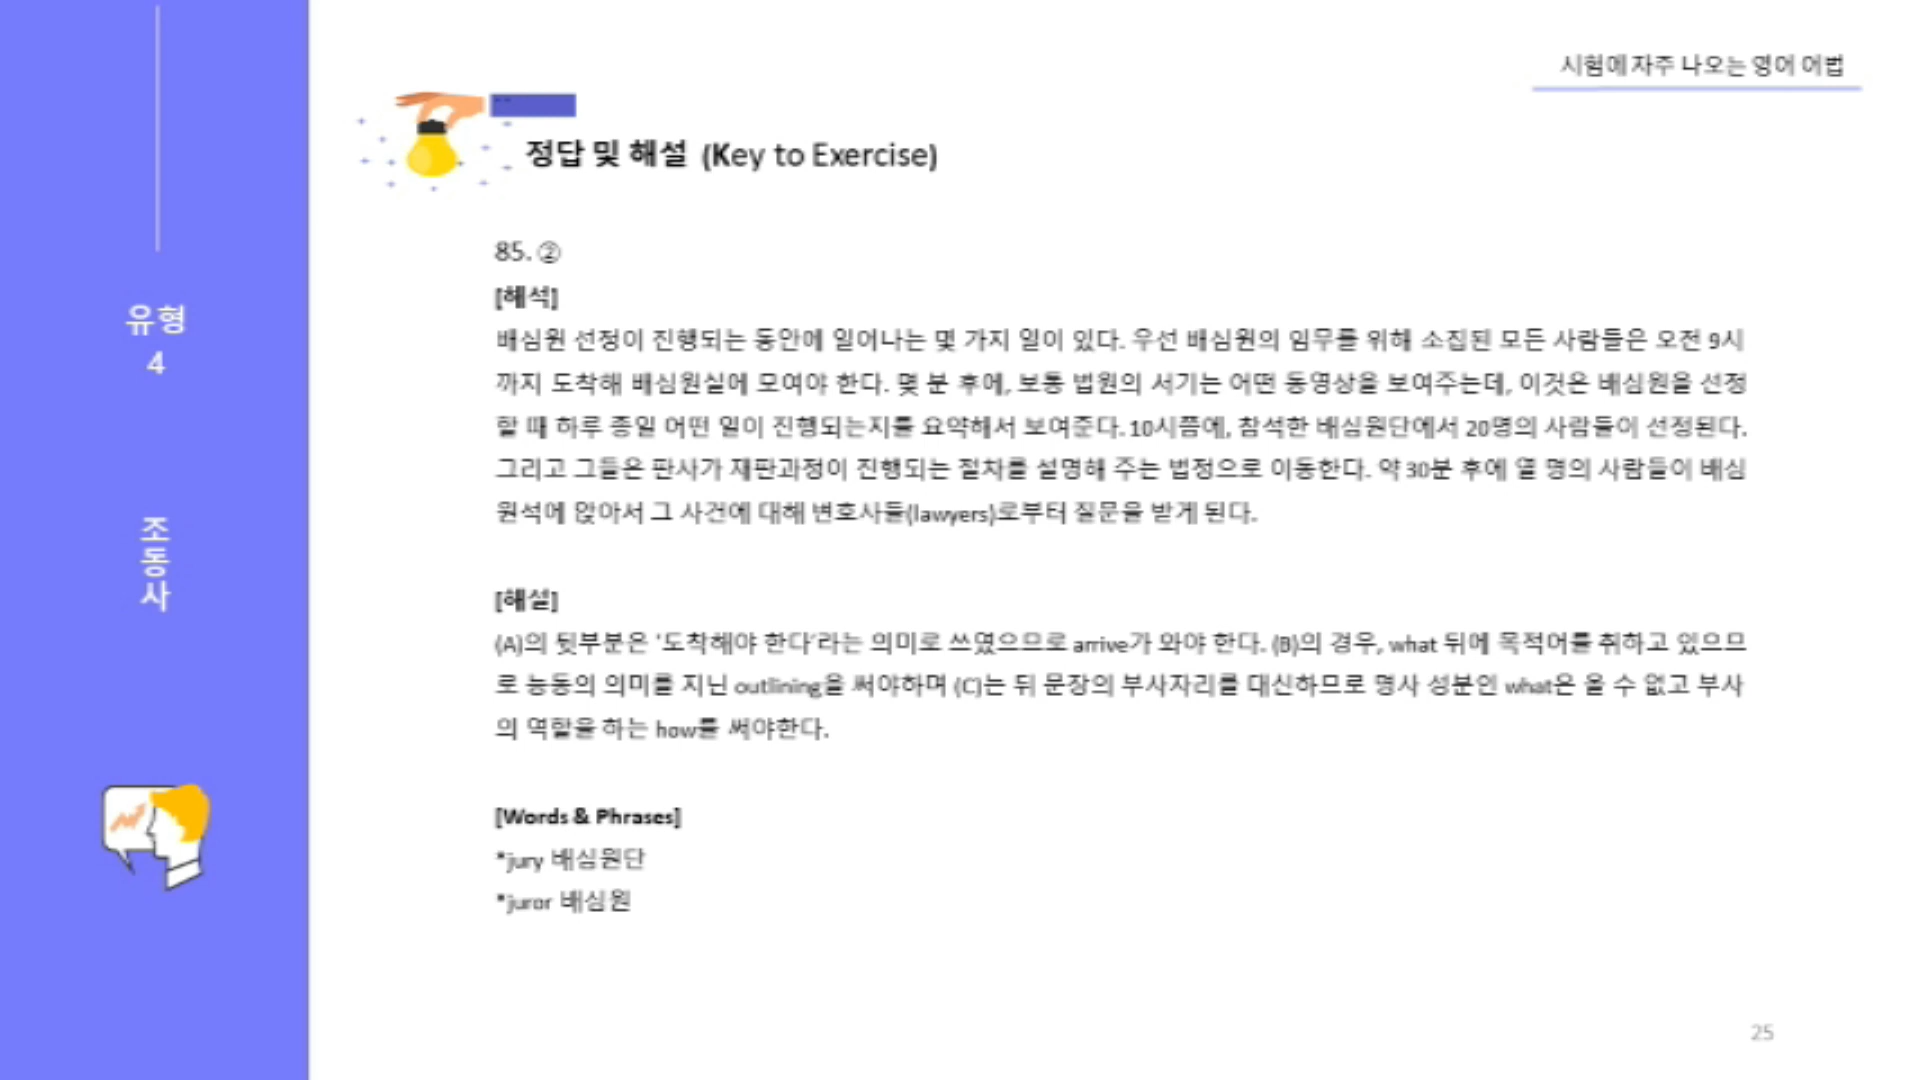 시험에 자주 나오는 영어 어법
정답 및 해설 (Key to Exercise)
유형
4
조동사
85. ②
[해석]
배심원 선정이 진행되는 동안에 일어나는 몇 가지 일이 있다. 우선 배심원의 임무를 위해 소집된 모든 사람들은 오전 9시
까지 도착해 배심원실에 모여야 한다. 몇 분 후에, 보통 법원의 서기는 어떤 동영상을 보여주는데, 이것은 배심원을 선정
할 때 하루 종일 어떤 일이 진행되는지를 요약해서 보여준다. 10시쯤에, 참석한 배심원단에서 20명의 사람들이 선정된다.
그리고 그들은 판사가 재판과정이 진행되는 절차를 설명해 주는 법정으로 이동한다. 약 30분 후에 열 명의 사람들이 배심
원석에 앉아서 그 사건에 대해 변호사들(lawyers)로부터 질문을 받게 된다.
[해설]
(A)의 뒷부분은 '도착해야 한다'라는 의미로 쓰였으므로 arrive가 와야 한다. (B)의 경우, what 뒤에 목적어를 취하고 있으므
로 능동의 의미를 지닌 outlining을 써야하며 (C)는 뒤 문장의 부사자리를 대신하므로 명사 성분인 what은 올 수 없고 부사
의 역할을 하는 how를 써야한다.
[Words & Phrases]
*jury 배심원단
*juror 배심원
25